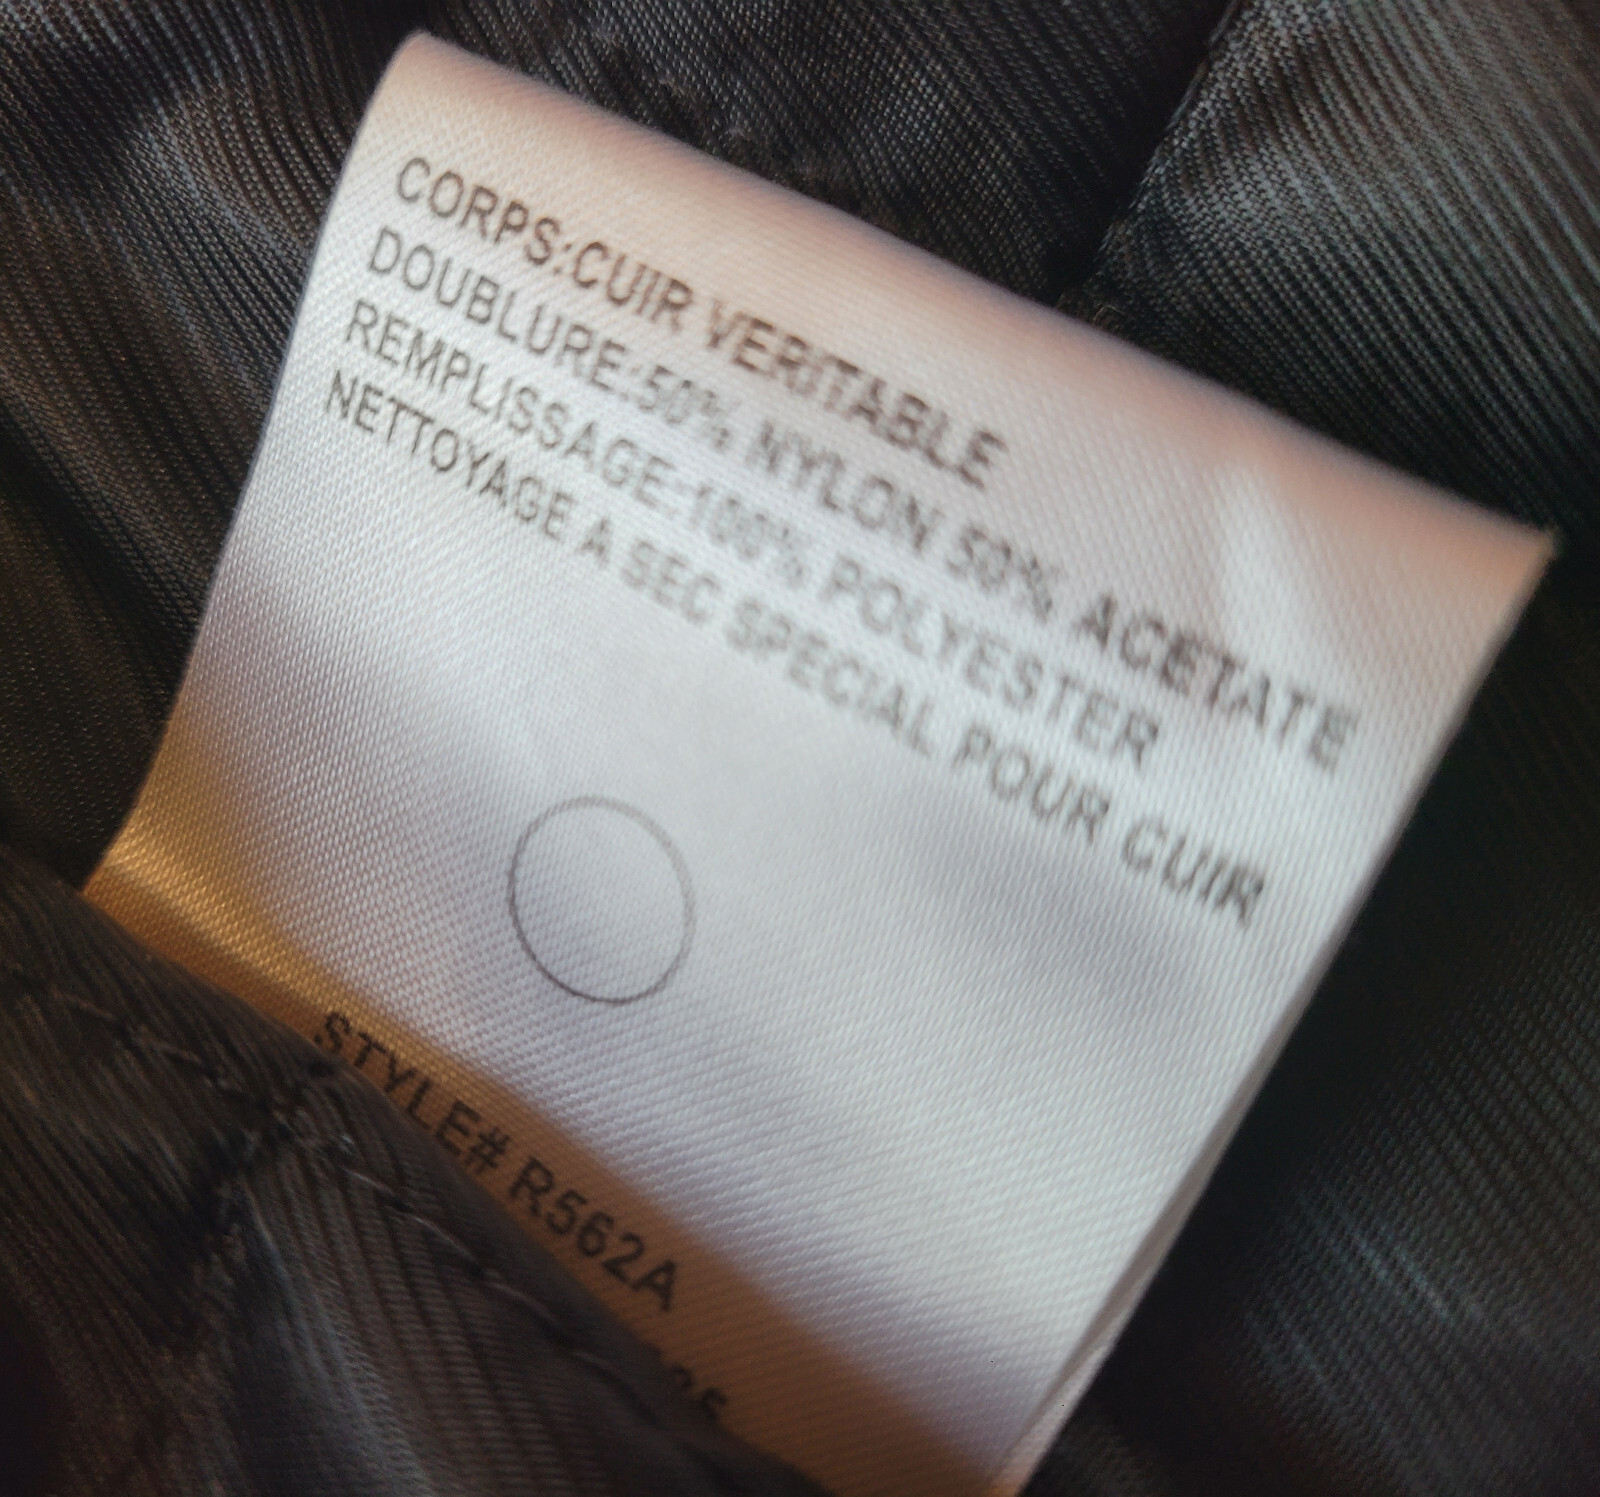 CORPS:CUIR VERITABLE
DOUBLURE:50% NYLON 50% ACETATE
REMPLISSAGE:100% POLYESTER
NETTOYAGE A SEC SPECIAL POUR CUIR
STYLE# R562A